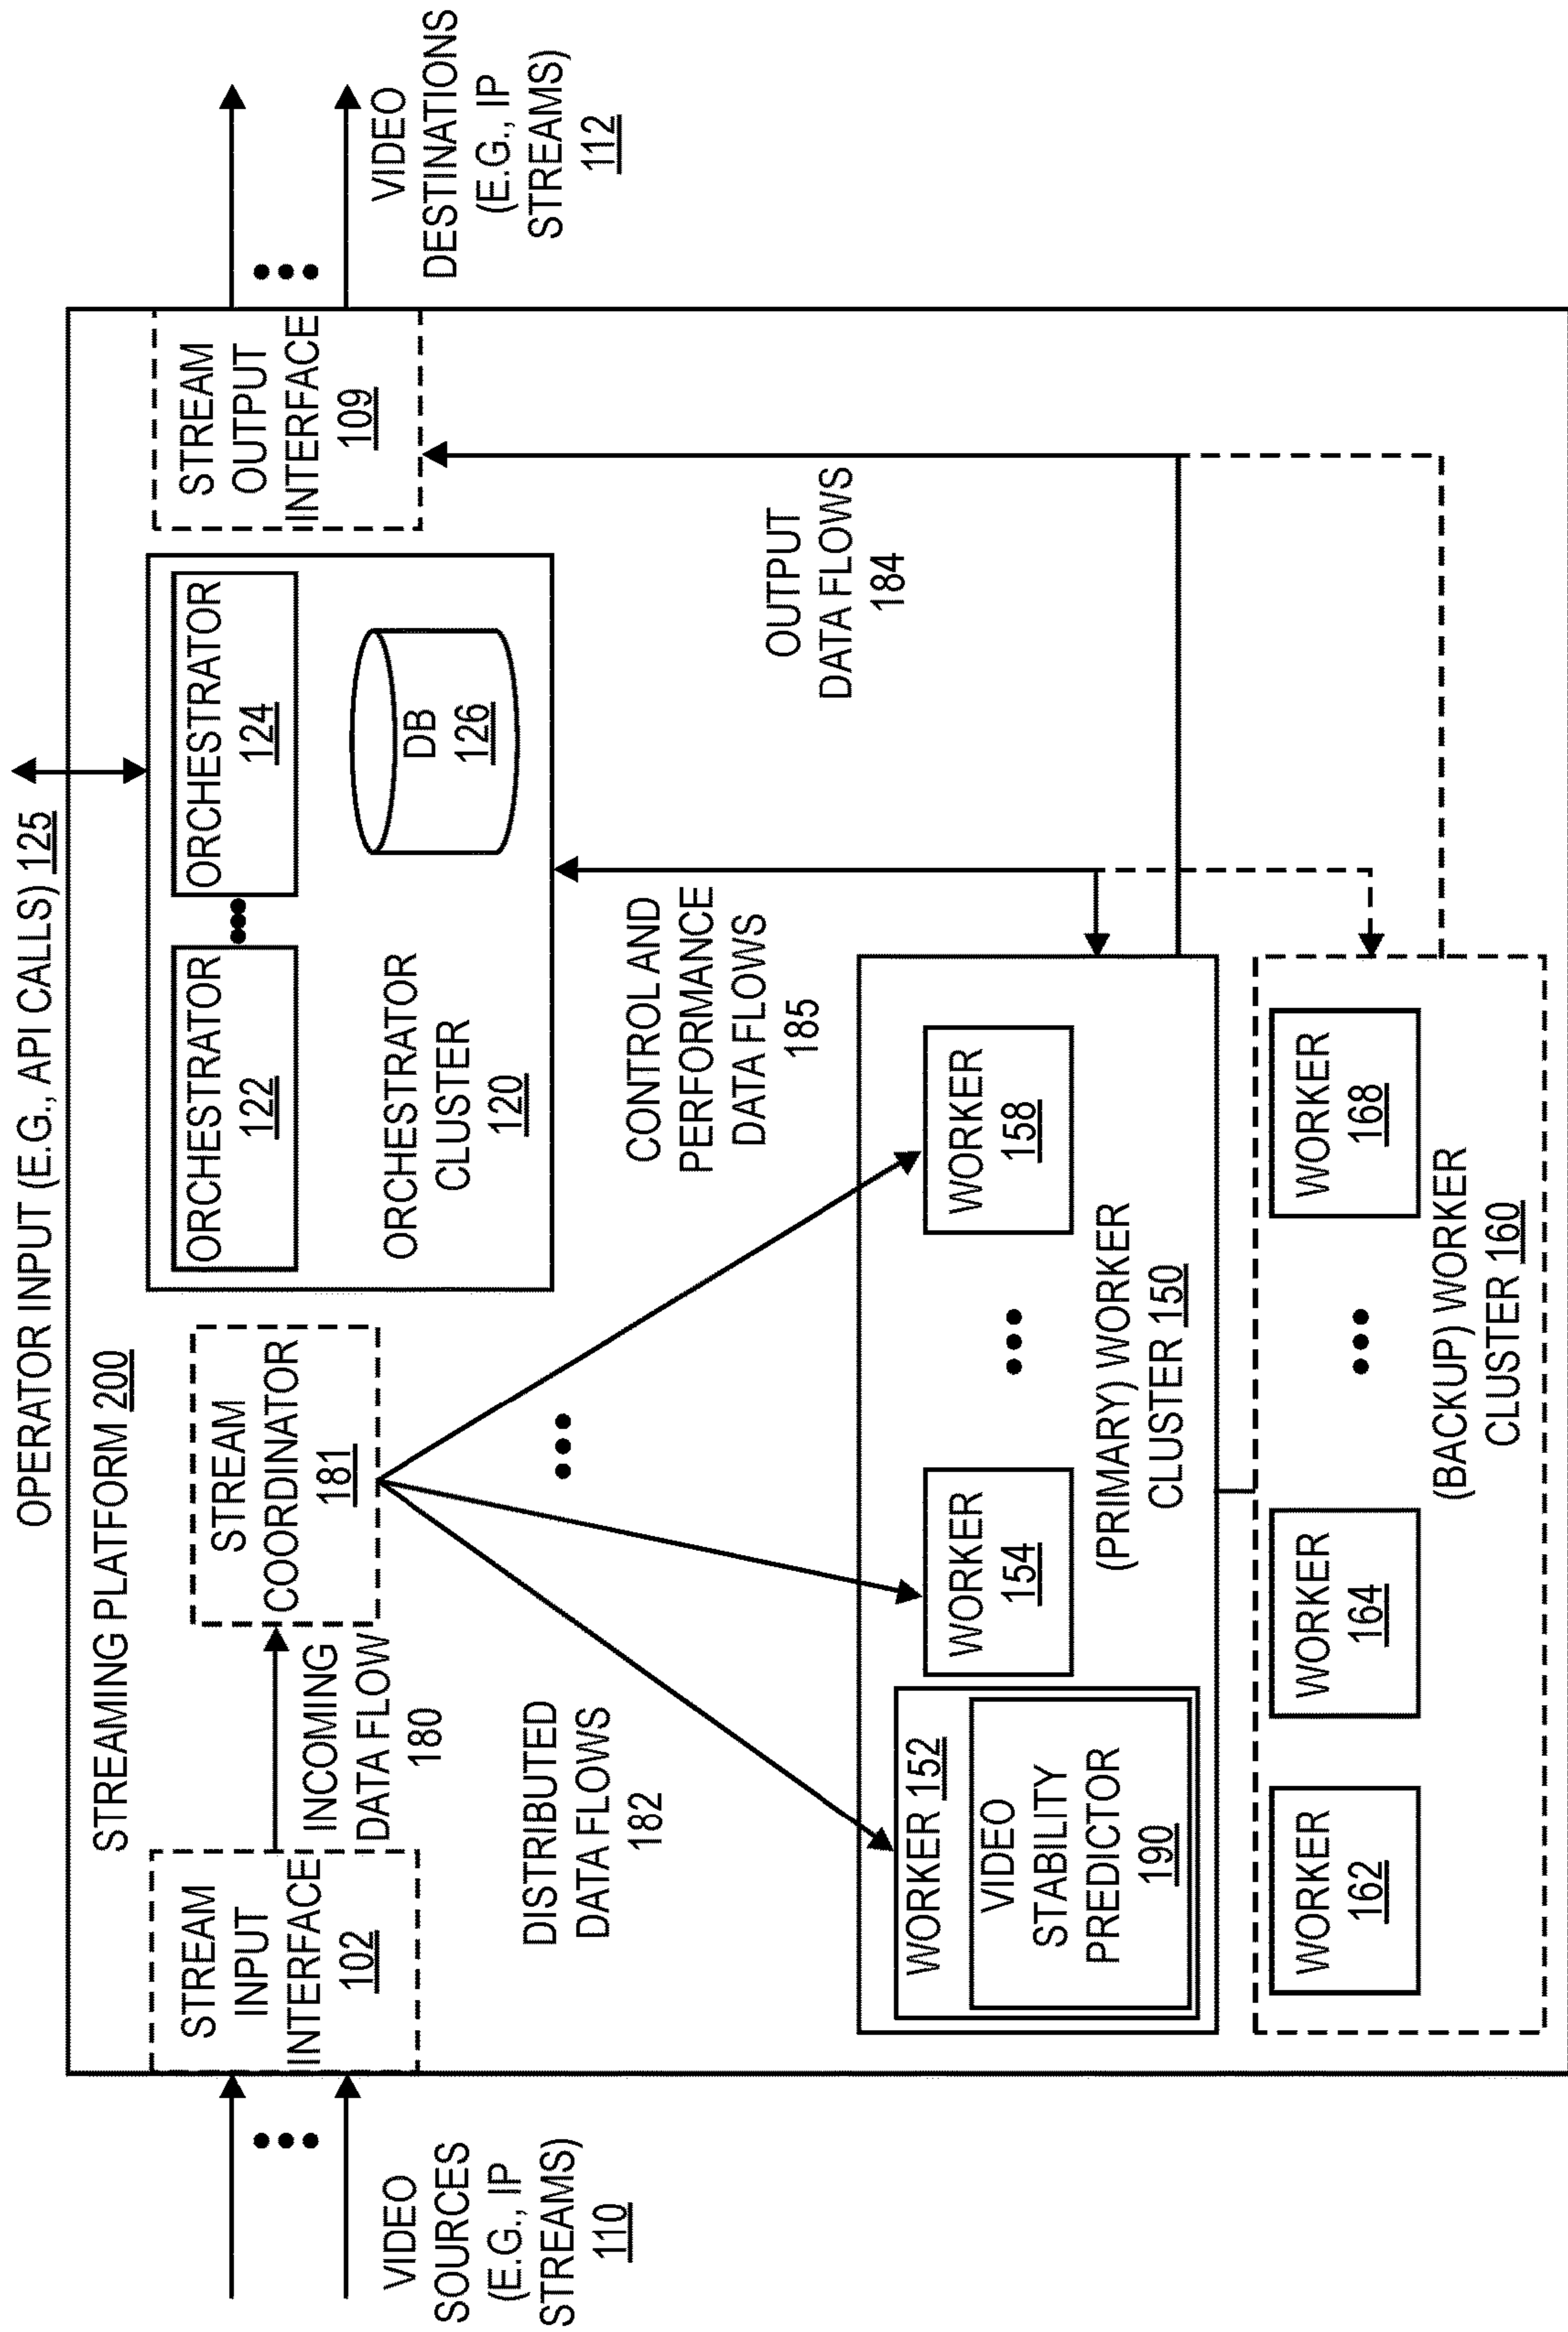 OPERATOR INPUT (E.G., API CALLS) 125
STREAMING PLATFORM 200
VIDEO
SOURCES
(E.G., IP
STREAMS)
110
STREAM
INPUT
INTERFACE
102
INCOMING
DATA FLOW
180
STREAM
COORDINATOR
181
ORCHESTRATOR
122
ORCHESTRATOR
124
ORCHESTRATOR
CLUSTER
120
DB
126
STREAM
OUTPUT
INTERFACE
109
VIDEO
DESTINATIONS
(E.G., IP
STREAMS)
112
DISTRIBUTED
DATA FLOWS
182
CONTROL AND
PERFORMANCE
DATA FLOWS
185
OUTPUT
DATA FLOWS
184
WORKER 152
VIDEO
STABILITY
PREDICTOR
190
WORKER
154
WORKER
158
(PRIMARY) WORKER
CLUSTER 150
WORKER
162
WORKER
164
WORKER
168
(BACKUP) WORKER
CLUSTER 160